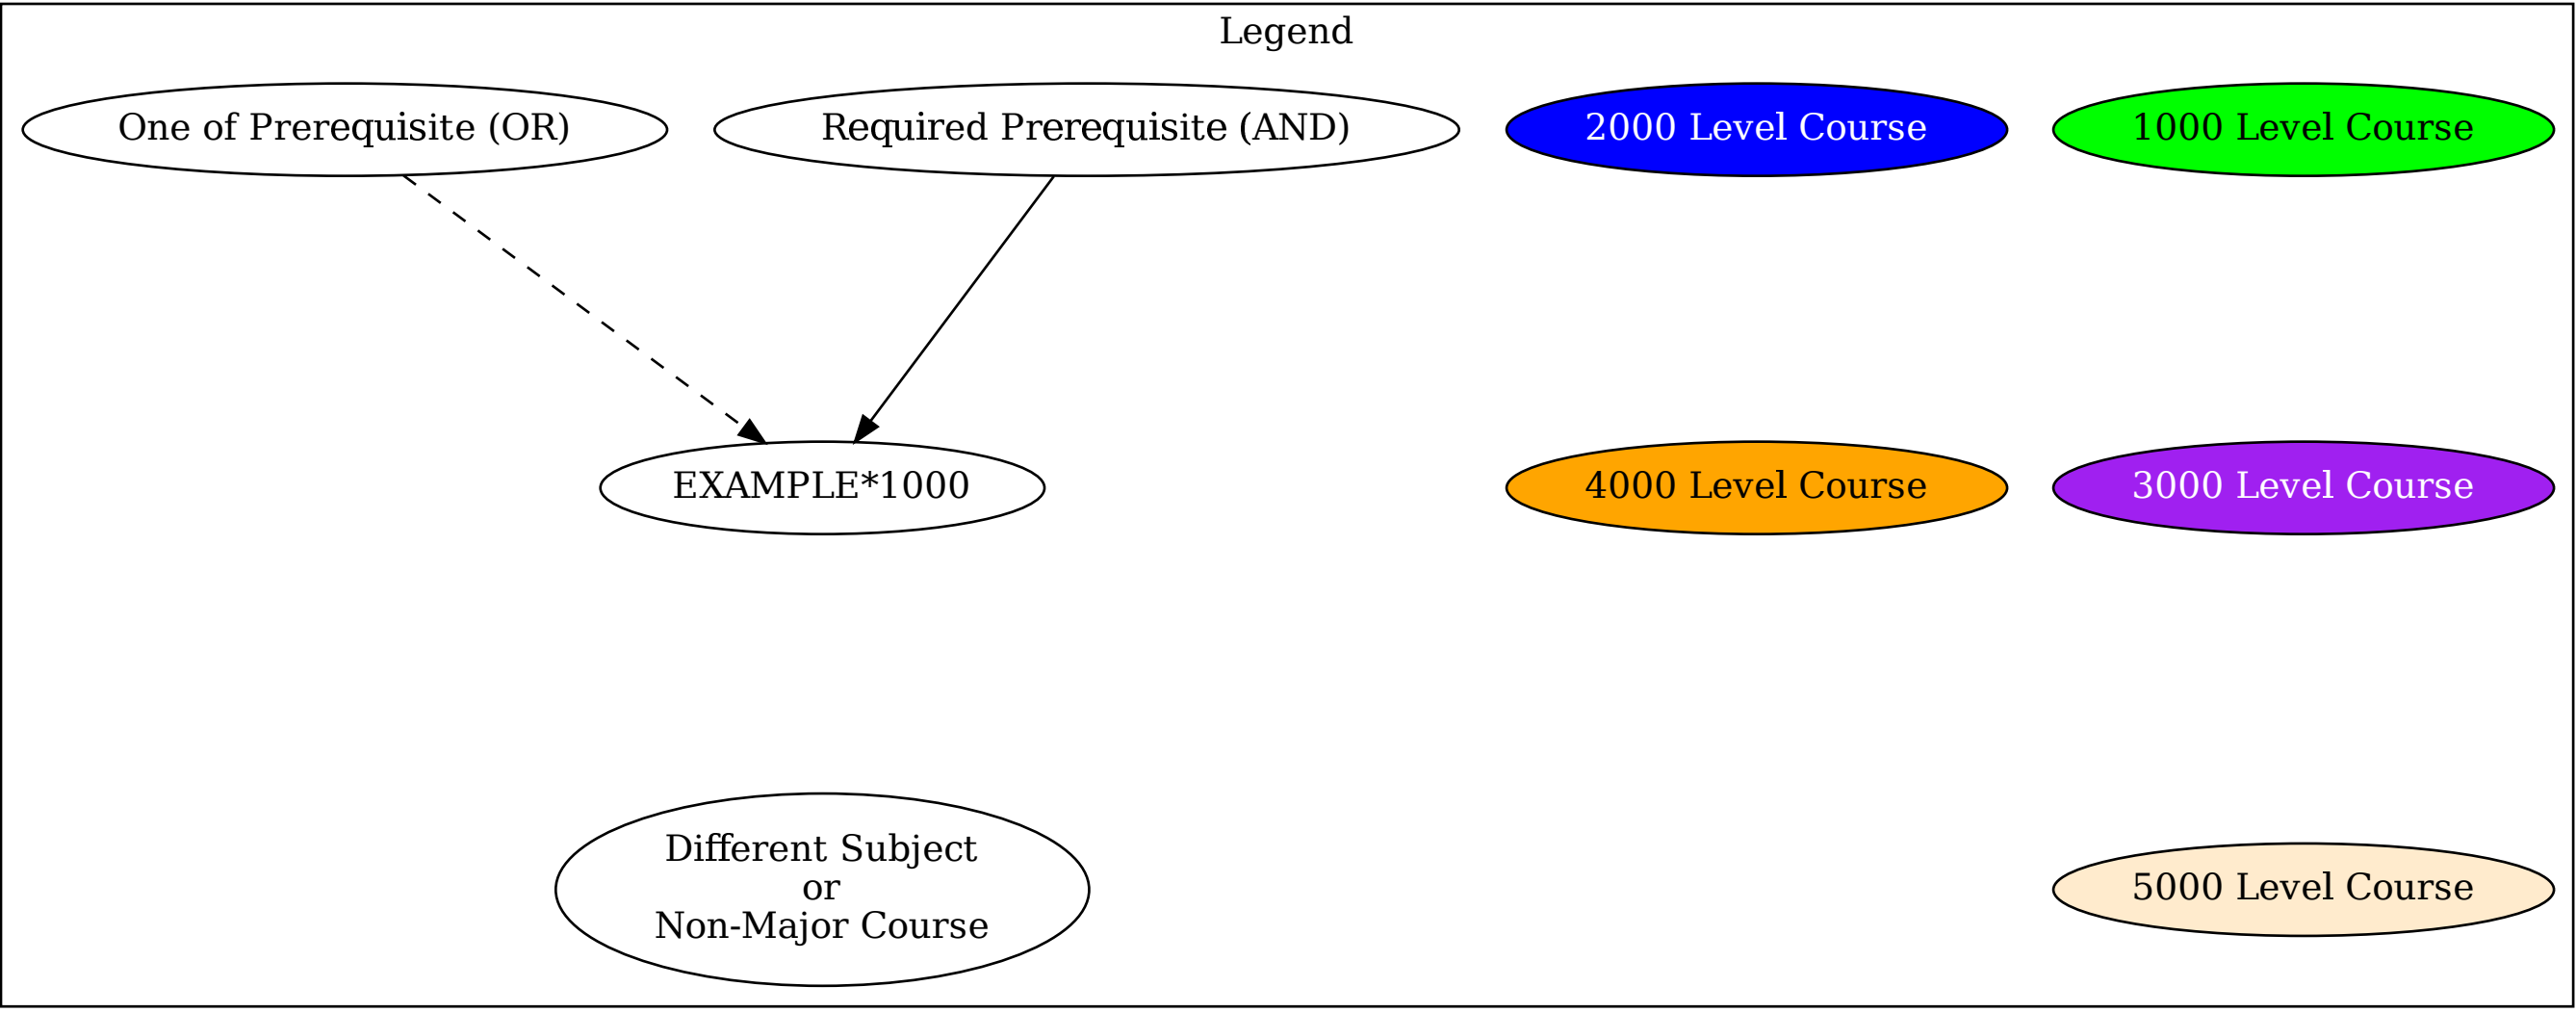 Legend
One of Prerequisite (OR)
Required Prerequisite (AND)
2000 Level Course
1000 Level Course
EXAMPLE*1000
4000 Level Course
3000 Level Course
Different Subject
or
Non-Major Course
5000 Level Course